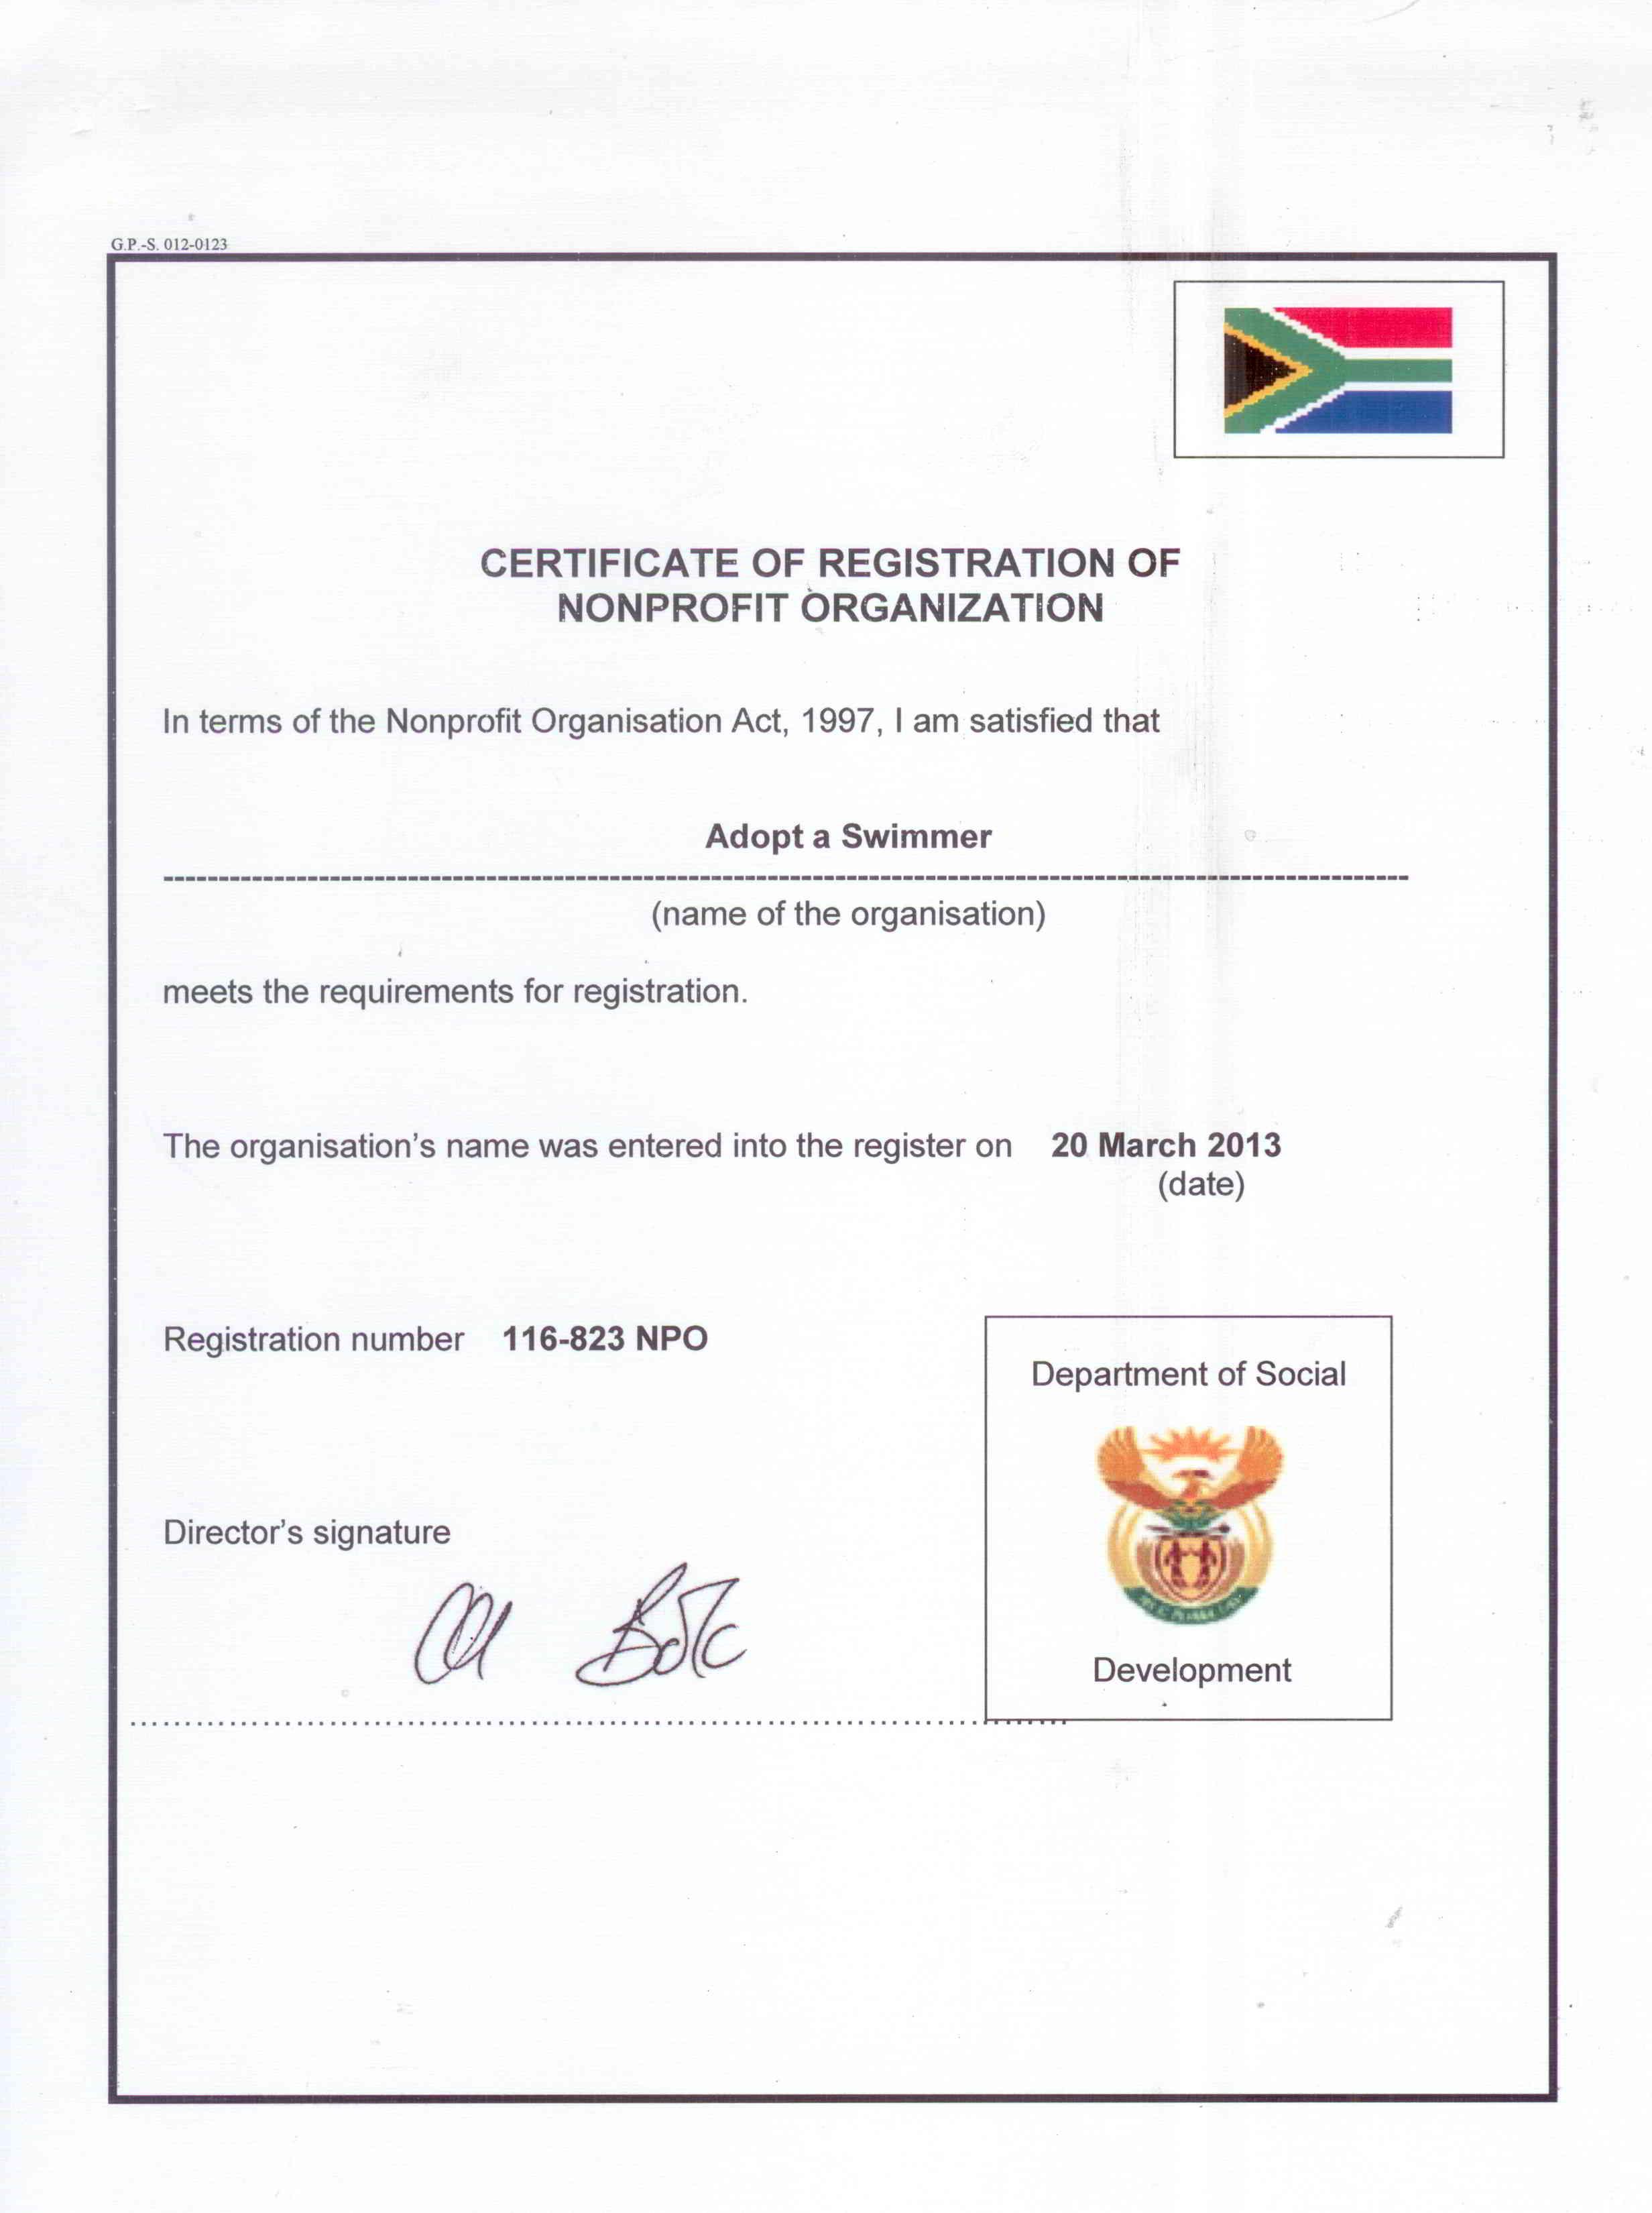 G.P.-S. 012-0123
CERTIFICATE OF REGISTRATION OF
NONPROFIT ORGANIZATION
In terms of the Nonprofit Organisation Act, 1997, I am satisfied that
Adopt a Swimmer
(name of the organisation)
meets the requirements for registration.
The organisation's name was entered into the register on 20 March 2013
(date)
Registration number 116-823 NPO
Department of Social
Development
Director's signature